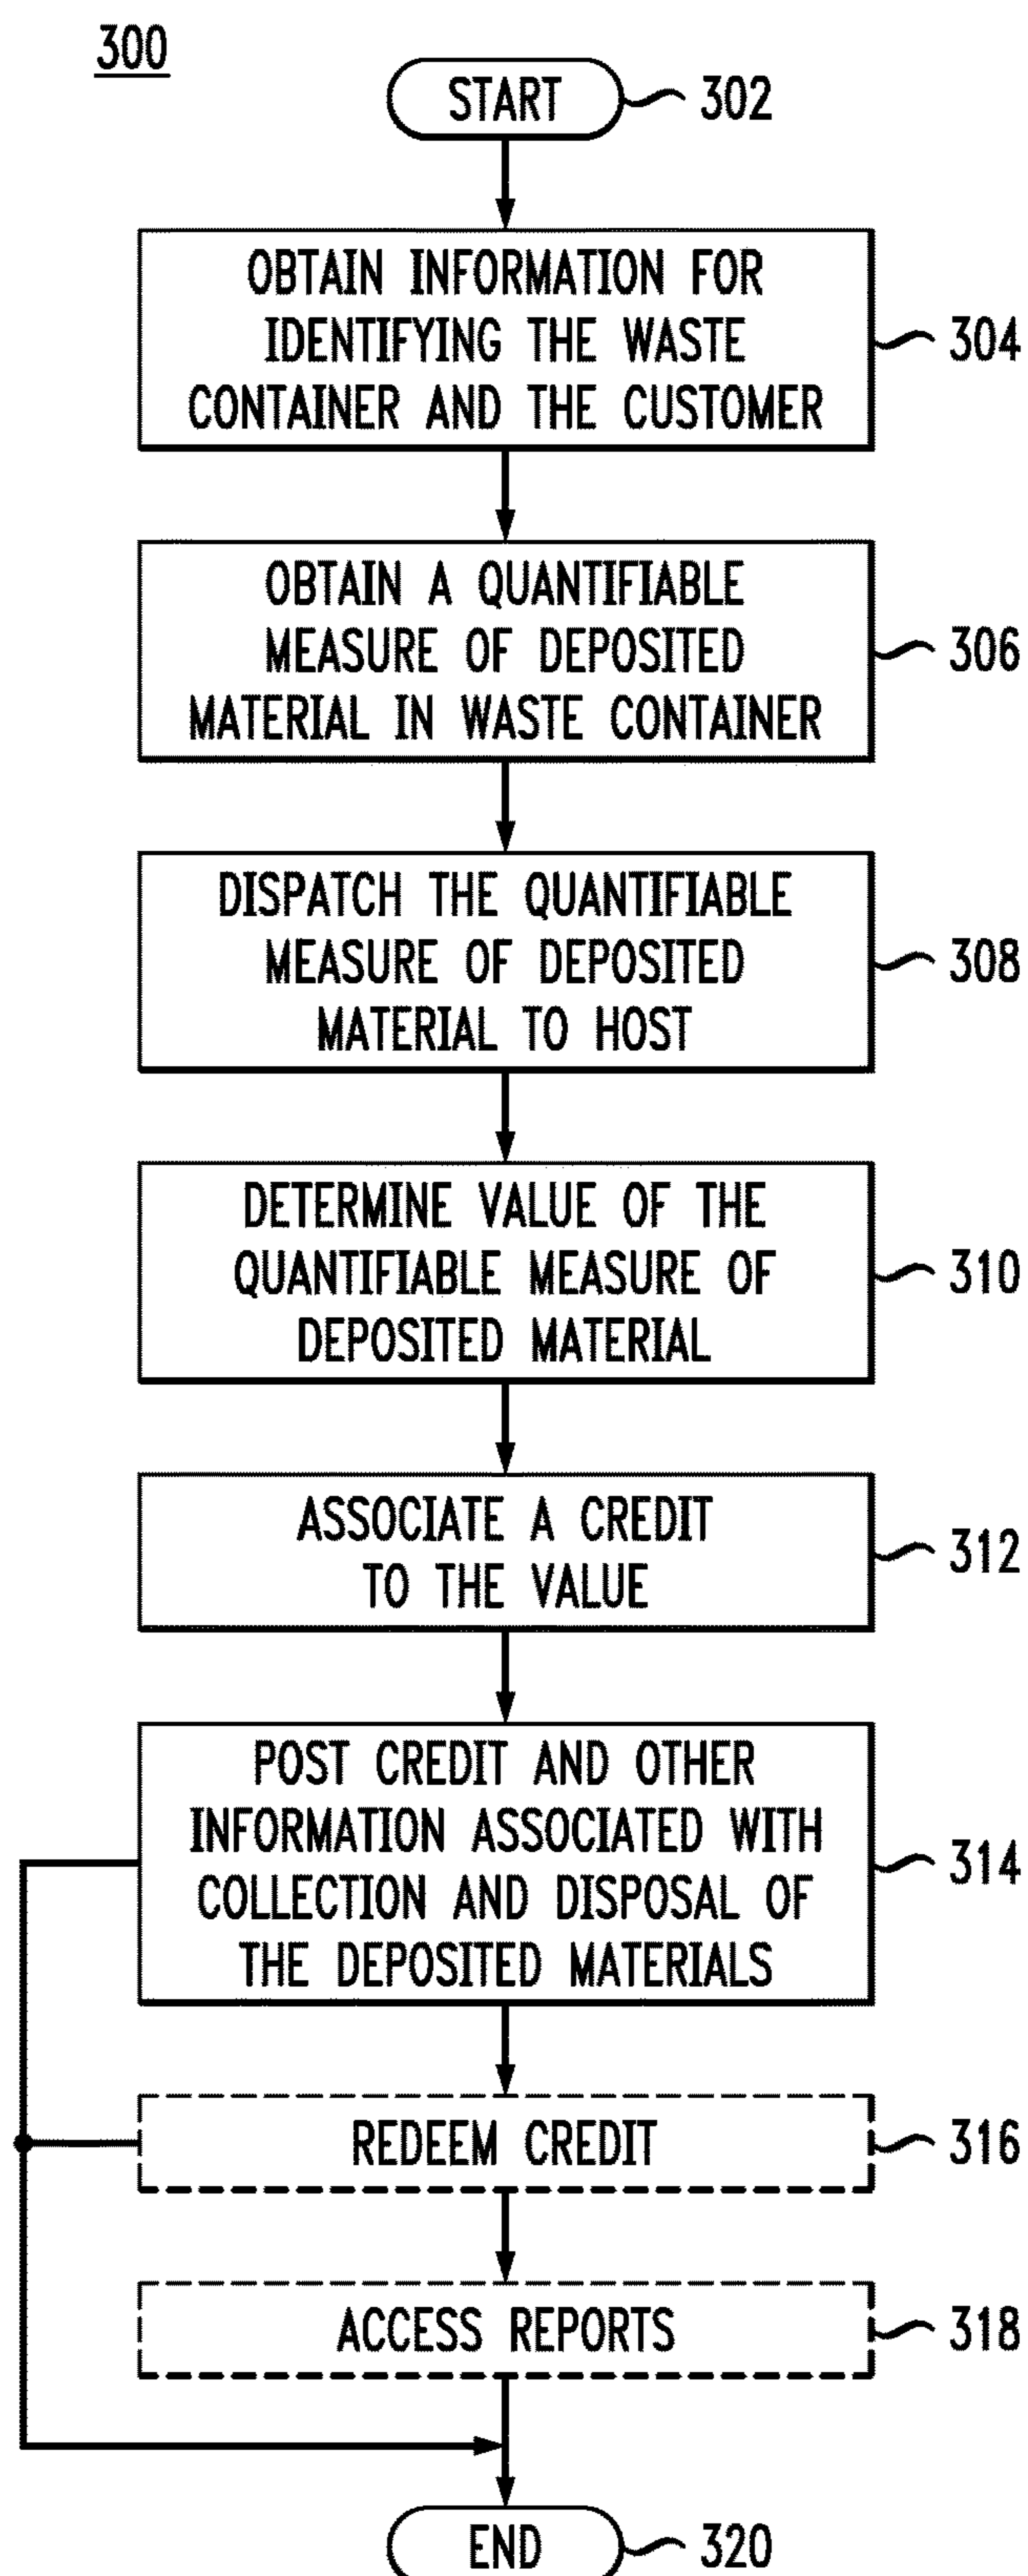 300
START
302
OBTAIN INFORMATION FOR
IDENTIFYING THE WASTE
CONTAINER AND THE CUSTOMER
304
OBTAIN A QUANTIFIABLE
MEASURE OF DEPOSITED
MATERIAL IN WASTE CONTAINER
306
DISPATCH THE QUANTIFIABLE
MEASURE OF DEPOSITED
MATERIAL TO HOST
308
DETERMINE VALUE OF THE
QUANTIFIABLE MEASURE OF
DEPOSITED MATERIAL
310
ASSOCIATE A CREDIT
TO THE VALUE
312
POST CREDIT AND OTHER
INFORMATION ASSOCIATED WITH
COLLECTION AND DISPOSAL OF
THE DEPOSITED MATERIALS
314
REDEEM CREDIT
316
ACCESS REPORTS
318
END
320